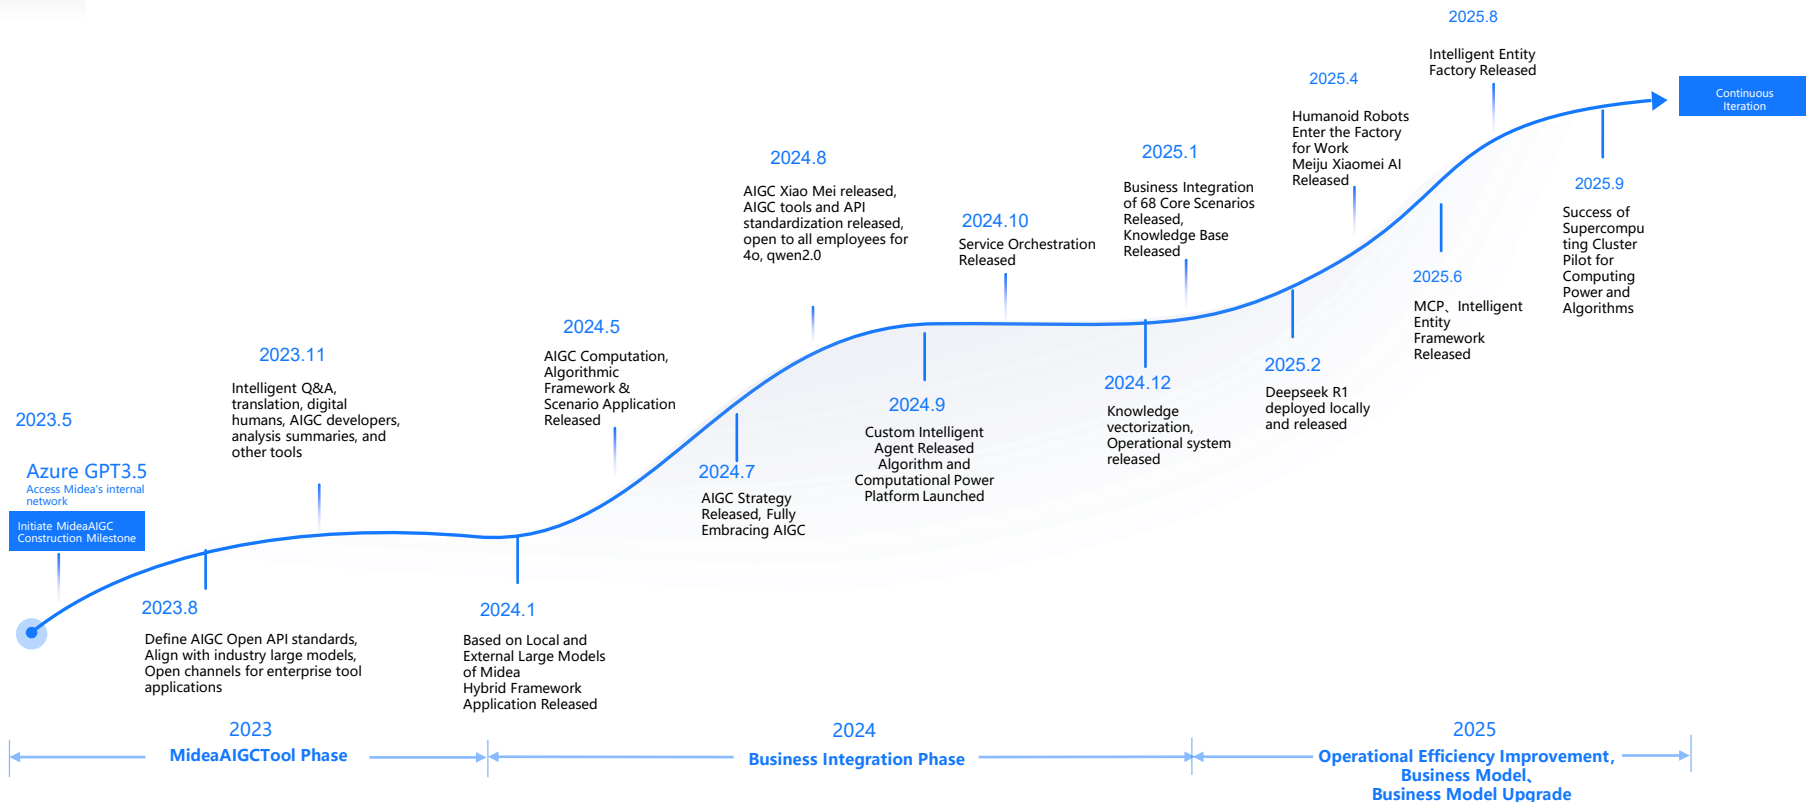 2023.5
Azure GPT3.5
Access Midea's internal
network
Initiate MideaAIGC
Construction Milestone
2023.8
Define AIGC Open API standards,
Align with industry large models,
Open channels for enterprise tool
applications
2023.11
Intelligent Q&A,
translation, digital
humans, AIGC developers,
analysis summaries, and
other tools
2024.1
Based on Local and
External Large Models
of Midea
Hybrid Framework
Application Released
2024.5
AIGC Computation,
Algorithmic
Framework &
Scenario Application
Released
2024.7
AIGC Strategy
Released, Fully
Embracing AIGC
2024.8
AIGC Xiao Mei released,
AIGC tools and API
standardization released,
open to all employees for
4o, qwen2.0
2024.9
Custom Intelligent
Agent Released
Algorithm and
Computational Power
Platform Launched
2024.10
Service Orchestration
Released
2024.12
Knowledge
vectorization,
Operational system
released
2025.1
Business Integration
of 68 Core Scenarios
Released,
Knowledge Base
Released
2025.2
Deepseek R1
deployed locally
and released
2025.4
Humanoid Robots
Enter the Factory
for Work
Meiju Xiaomei AI
Released
2025.6
MCP、Intelligent
Entity
Framework
Released
2025.8
Intelligent Entity
Factory Released
2025.9
Success of
Supercompu
ting Cluster
Pilot for
Computing
Power and
Algorithms
Continuous
Iteration
2023
MideaAIGCTool Phase
2024
Business Integration Phase
2025
Operational Efficiency Improvement，
Business Model、
Business Model Upgrade